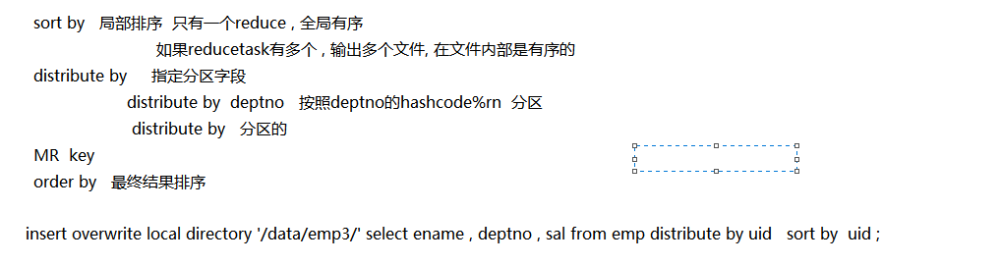 sort by 局部排序 只有一个reduce , 全局有序
如果reducetask有多个 , 输出多个文件, 在文件内部是有序的
distribute by 指定分区字段
distribute by deptno 按照deptno的hashcode%rn 分区
distribute by 分区的
MR key
order by 最终结果排序
insert overwrite local directory '/data/emp3/' select ename , deptno , sal from emp distribute by uid sort by uid ;